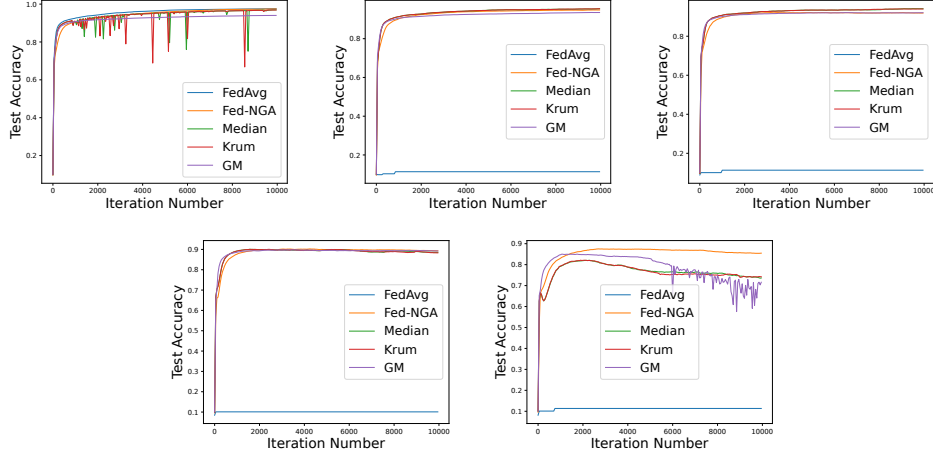 1.0
0.8
0.6
0.4
0.2
Test Accuracy
0 2000 4000 6000 8000 10000
Iteration Number
FedAvg
Fed-NGA
Median
Krum
GM
0.8
0.6
0.4
0.2
Test Accuracy
0 2000 4000 6000 8000 10000
Iteration Number
FedAvg
Fed-NGA
Median
Krum
GM
0.8
0.6
0.4
0.2
Test Accuracy
0 2000 4000 6000 8000 10000
Iteration Number
FedAvg
Fed-NGA
Median
Krum
GM
0.9
0.8
0.7
0.6
0.5
0.4
0.3
0.2
0.1
Test Accuracy
0 2000 4000 6000 8000 10000
Iteration Number
FedAvg
Fed-NGA
Median
Krum
GM
0.9
0.8
0.7
0.6
0.5
0.4
0.3
0.2
0.1
Test Accuracy
0 2000 4000 6000 8000 10000
Iteration Number
FedAvg
Fed-NGA
Median
Krum
GM